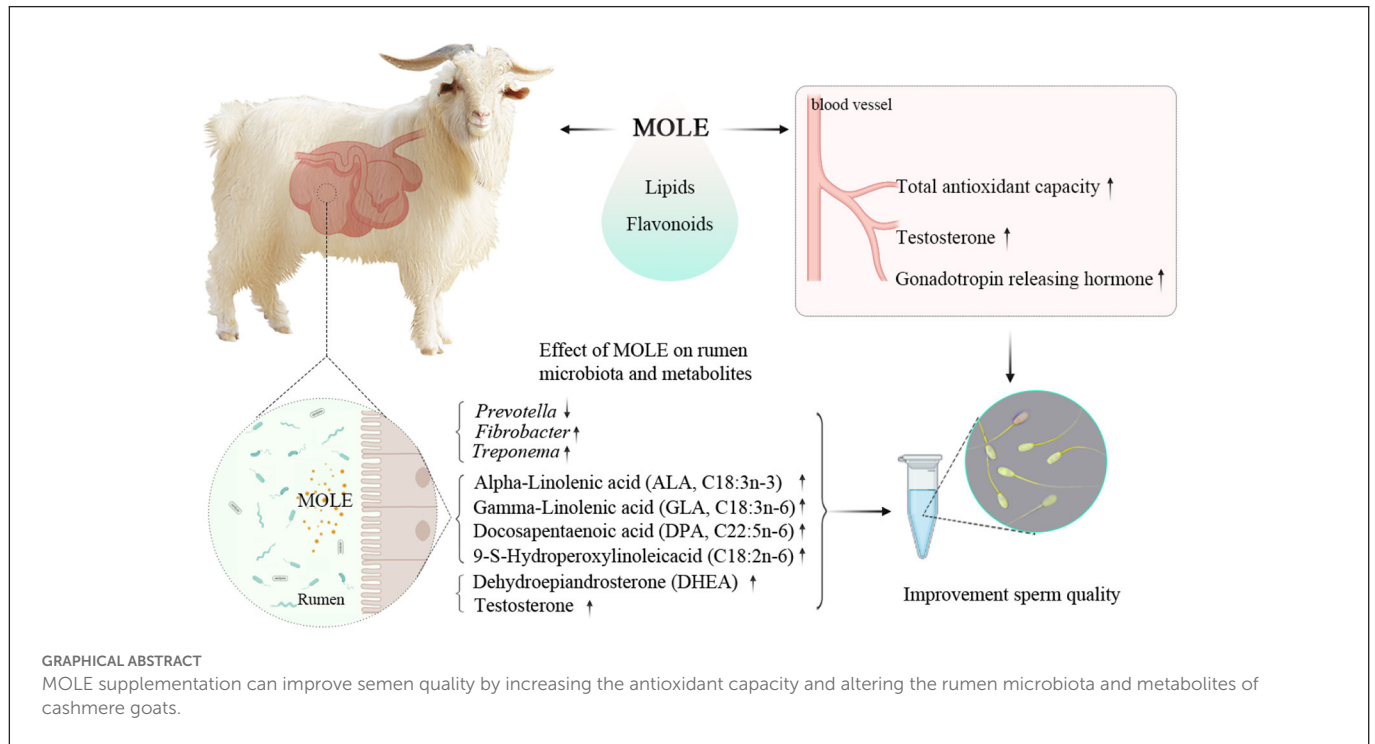 MOLE
Lipids
Flavonoids
blood vessel
Total antioxidant capacity ↑
Testosterone ↑
Gonadotropin releasing hormone ↑
Effect of MOLE on rumen
microbiota and metabolites
Prevotella ↓
Fibrobacter ↑
Treponema ↑
Alpha-Linolenic acid (ALA, C18:3n-3) ↑
Gamma-Linolenic acid (GLA, C18:3n-6) ↑
Docosapentaenoic acid (DPA, C22:5n-6) ↑
9-S-Hydroperoxylinoleicacid (C18:2n-6) ↑
Dehydroepiandrosterone (DHEA) ↑
Testosterone ↑
MOLE
Rumen
Improvement sperm quality
GRAPHICAL ABSTRACT
MOLE supplementation can improve semen quality by increasing the antioxidant capacity and altering the rumen microbiota and metabolites of
cashmere goats.